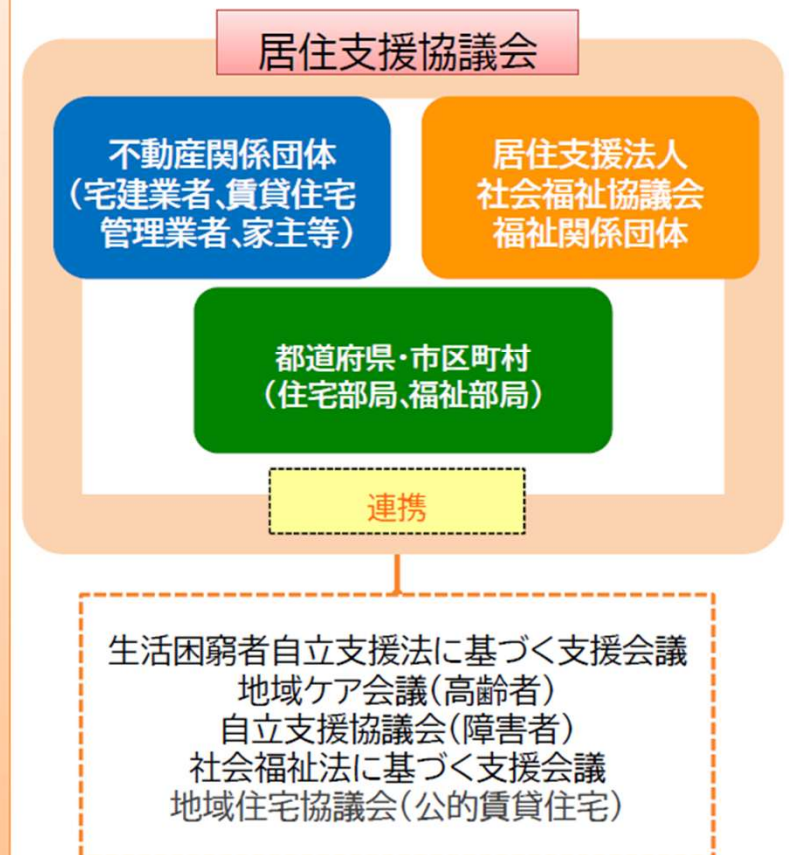 居住支援協議会
不動産関係団体
（宅建業者、賃貸住宅
管理業者、家主等）
居住支援法人
社会福祉協議会
福祉関係団体
都道府県・市区町村
（住宅部局、福祉部局）
連携
生活困窮者自立支援法に基づく支援会議
地域ケア会議（高齢者）
自立支援協議会（障害者）
社会福祉法に基づく支援会議
地域住宅協議会（公的賃貸住宅）